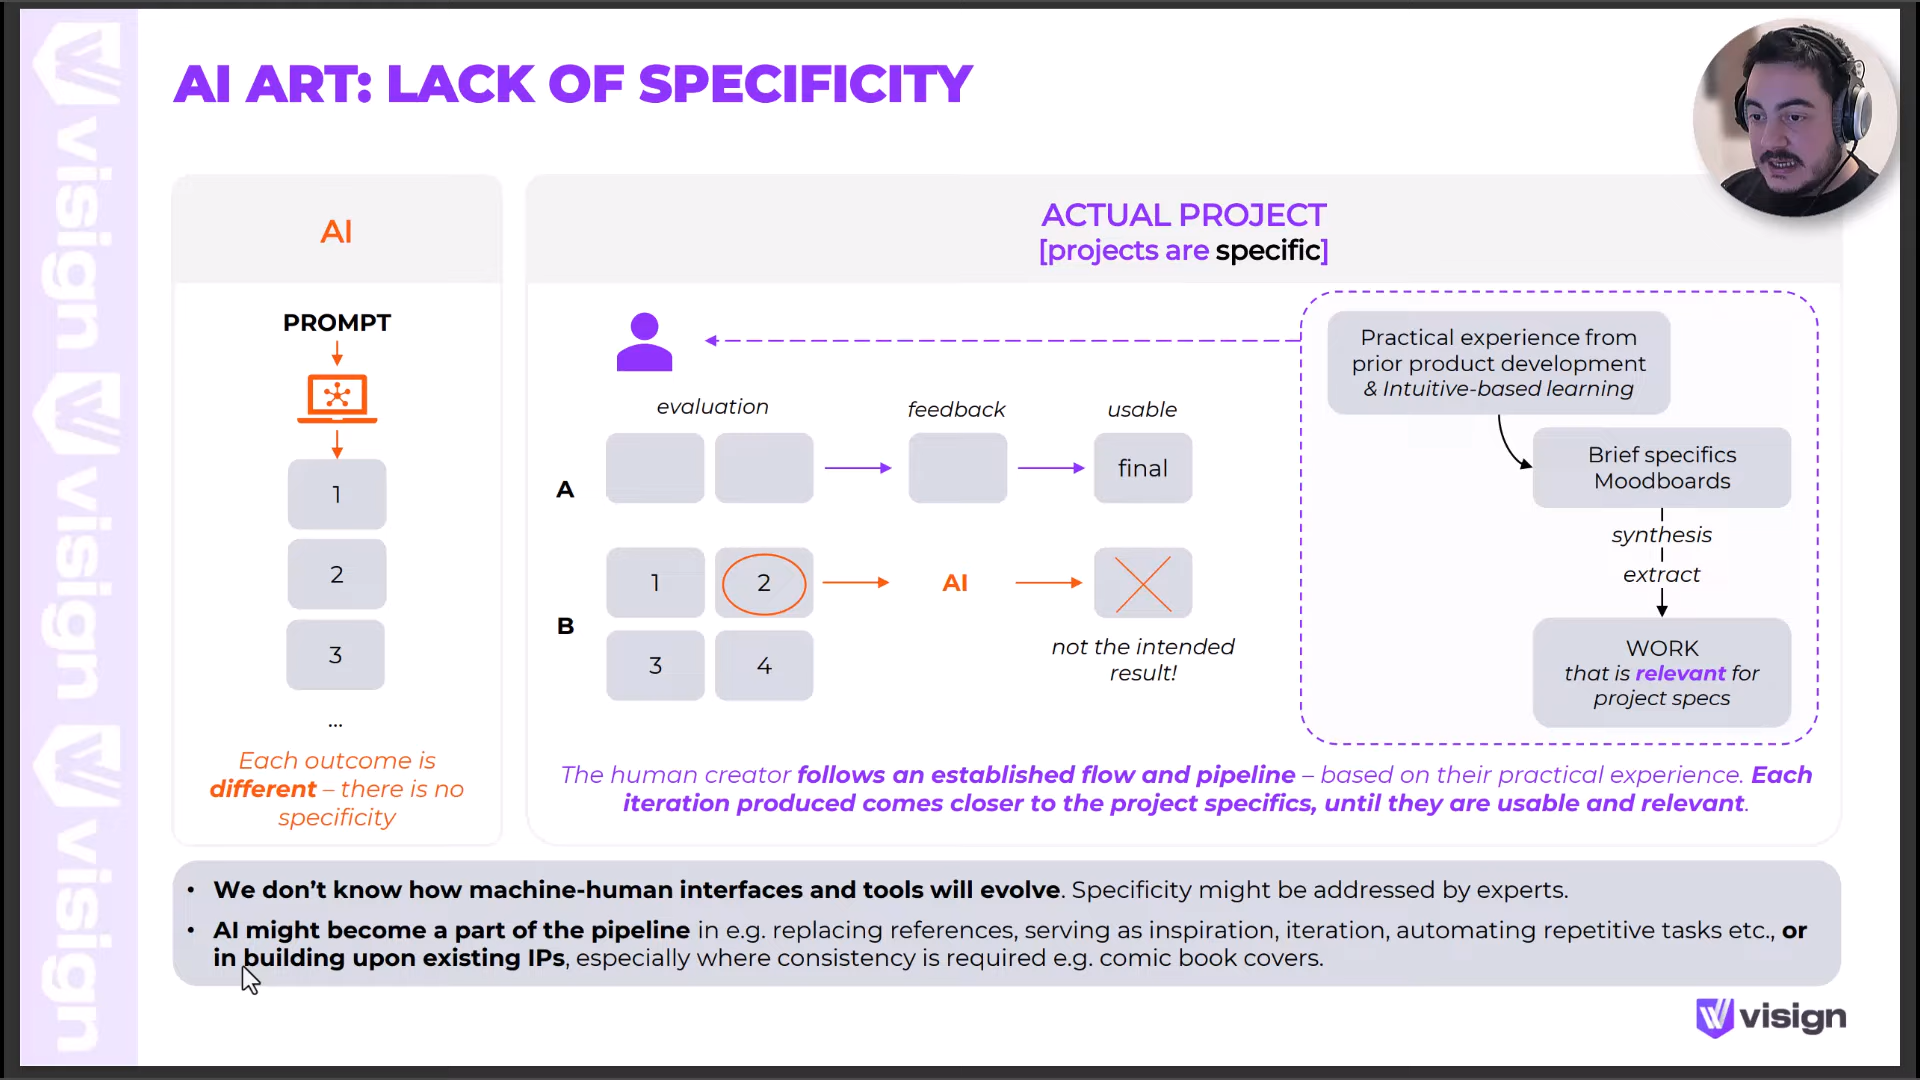 AI ART: LACK OF SPECIFICITY
AI
PROMPT
1
2
3
...
Each outcome is
different – there is no
specificity
ACTUAL PROJECT
[projects are specific]
evaluation
feedback
usable
A
final
B
1
2
AI
3
4
not the intended
result!
Practical experience from
prior product development
& Intuitive-based learning
Brief specifics
Moodboards
synthesis
extract
WORK
that is relevant for
project specs
The human creator follows an established flow and pipeline – based on their practical experience. Each
iteration produced comes closer to the project specifics, until they are usable and relevant.
• We don’t know how machine-human interfaces and tools will evolve. Specificity might be addressed by experts.
• AI might become a part of the pipeline in e.g. replacing references, serving as inspiration, iteration, automating repetitive tasks etc., or
in building upon existing IPs, especially where consistency is required e.g. comic book covers.
visign
visign
visign
visign